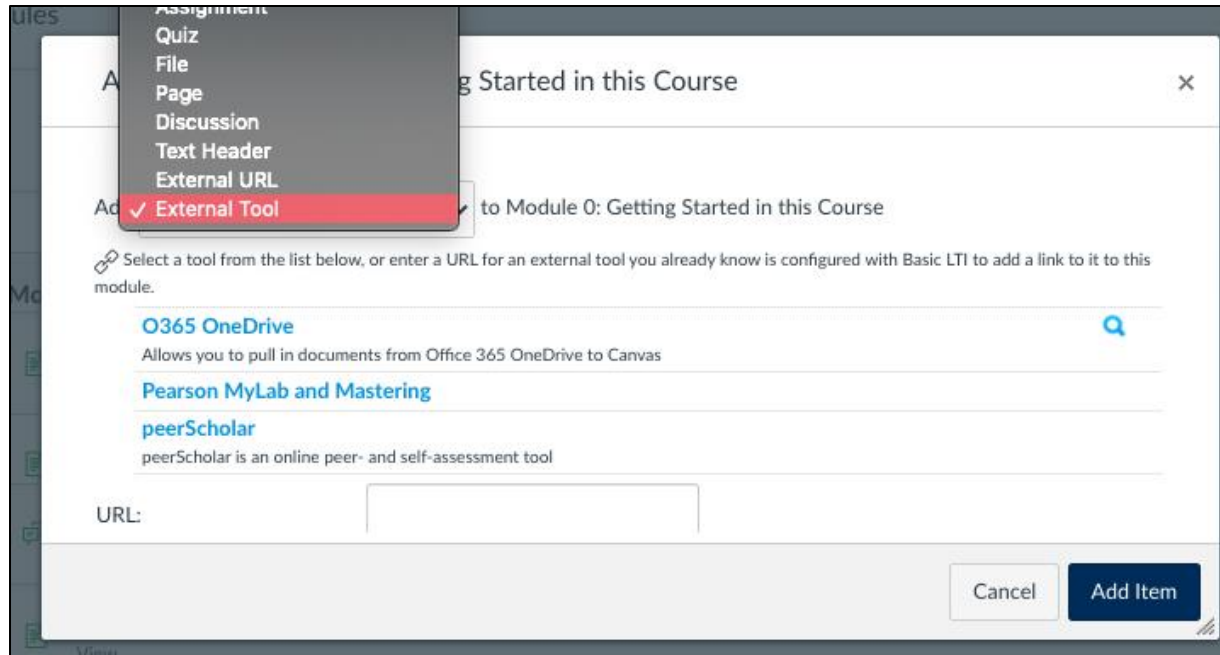 ules
Assignment
Quiz
File
A
g Started in this Course
×
Page
Discussion
Text Header
External URL
Ad
✓ External Tool
to Module 0: Getting Started in this Course
Select a tool from the list below, or enter a URL for an external tool you already know is configured with Basic LTI to add a link to it to this
module.
Mo
O365 OneDrive
Allows you to pull in documents from Office 365 OneDrive to Canvas
Pearson MyLab and Mastering
peerScholar
peerScholar is an online peer- and self-assessment tool
URL:
Cancel
Add Item
View